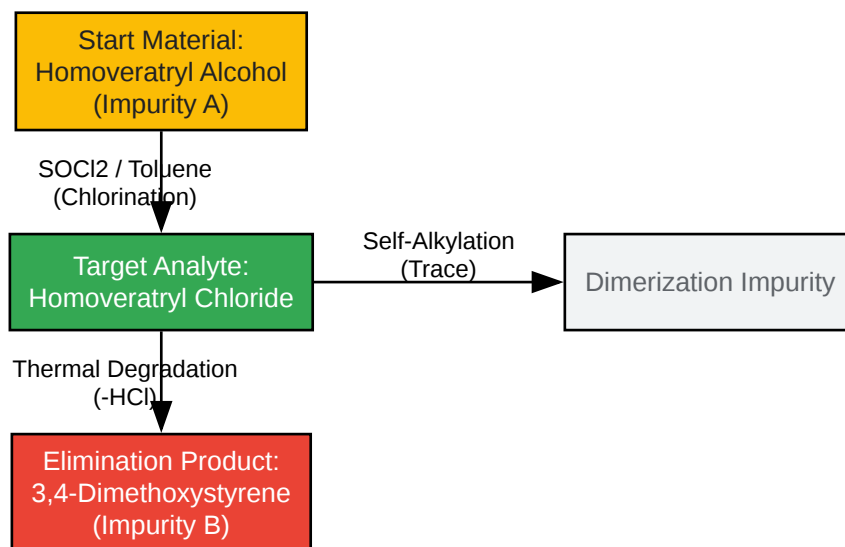 Start Material:
Homoveratryl Alcohol
(Impurity A)
SOCl2 / Toluene
(Chlorination)
Target Analyte:
Homoveratryl Chloride
Self-Alkylation
(Trace)
Dimerization Impurity
Thermal Degradation
(-HCl)
Elimination Product:
3,4-Dimethoxystyrene
(Impurity B)